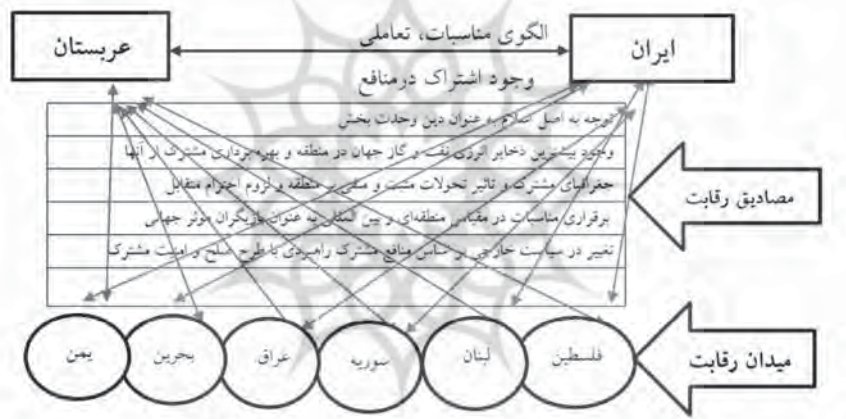 ایران
الگوی مناسبات، تعاملی
عربستان
وجود اشتراک درمنافع
توجه به اصل اسلام به عنوان دین وحدت بخش
وجود بیشترین ذخایر انرژی نفت و گاز جهان در منطقه و بهره برداری مشترک از آنها
جغرافیای مشترک و تاثیر تحولات مثبت و منفی بر منطقه و لزوم احترام متقابل
برقراری مناسبات در مقیاس منطقه‌ای و بین المللی به عنوان بازیگران موثر جهانی
تغییر در سیاست خارجی بر اساس منافع مشترک راهبردی با طرح صلح و امنیت مشترک
مصادیق رقابت
فلسطین
لبنان
سوریه
عراق
بحرین
یمن
میدان رقابت